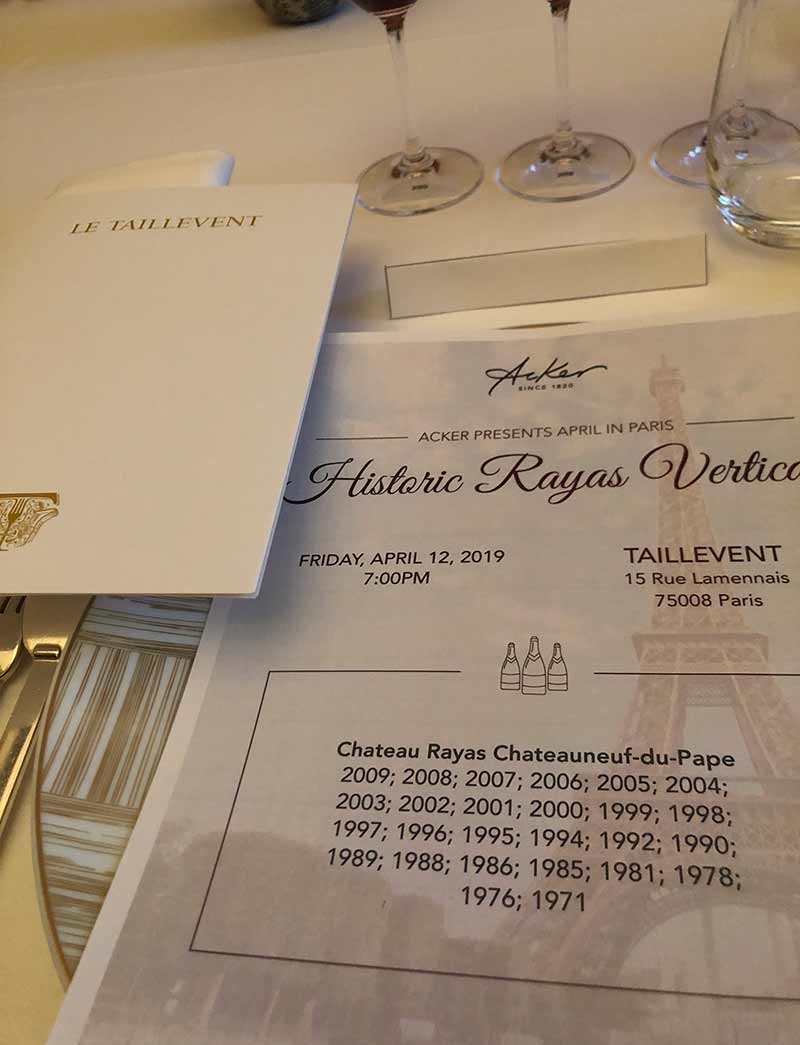 LE TAILLEVENT
Acker
SINCE 1820
ACKER PRESENTS APRIL IN PARIS
Historic Rayas
FRIDAY, APRIL 12, 2019
7:00PM
TAILLEVENT
15 Rue Lamennais
75008 Paris
Chateau Rayas Chateauneuf-du-Pape
2009; 2008; 2007; 2006; 2005; 2004;
2003; 2002; 2001; 2000; 1999; 1998;
1997; 1996; 1995; 1994; 1992; 1990;
1989; 1988; 1986; 1985; 1981; 1978;
1976; 1971